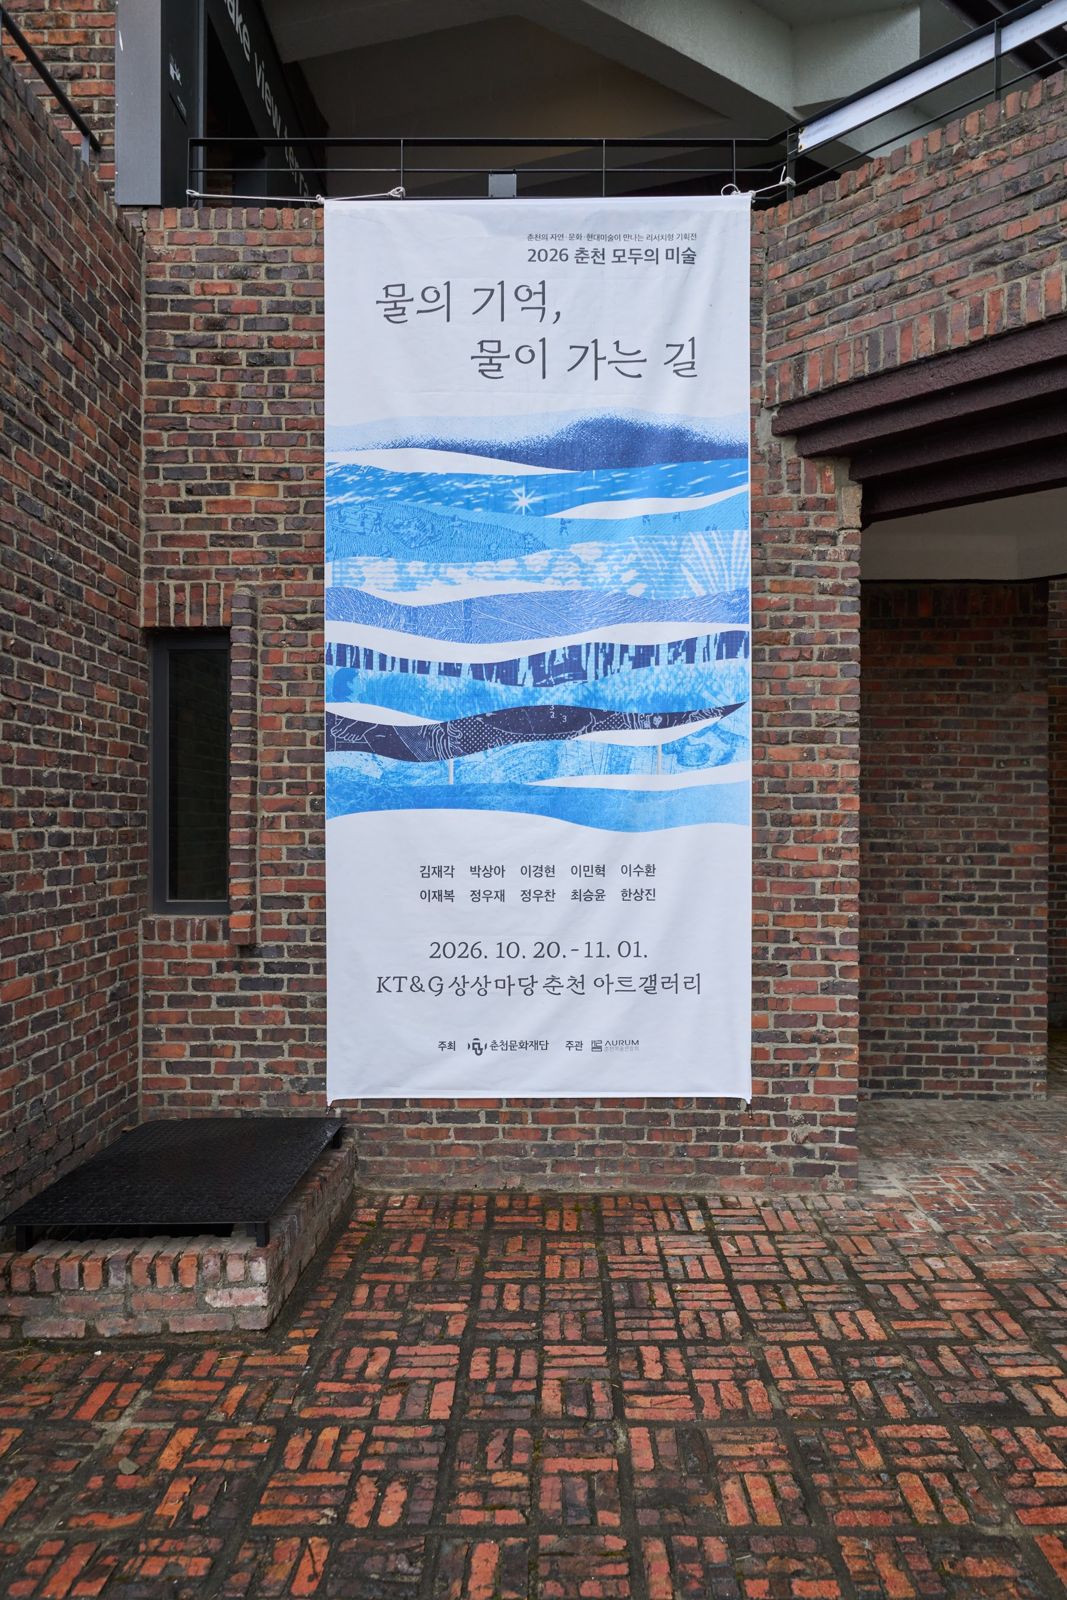 ake view
춘천의 자연·문화·현대미술이 만나는 리서치형 기획전
2026 춘천 모두의 미술
물의 기억,
물이 가는 길
김재각 박상아 이경현 이민혁 이수환
이재복 정우재 정우찬 최승윤 한상진
2026. 10. 20. - 11. 01.
KT&G 상상마당 춘천 아트갤러리
주최 춘천문화재단 주관 AURUM